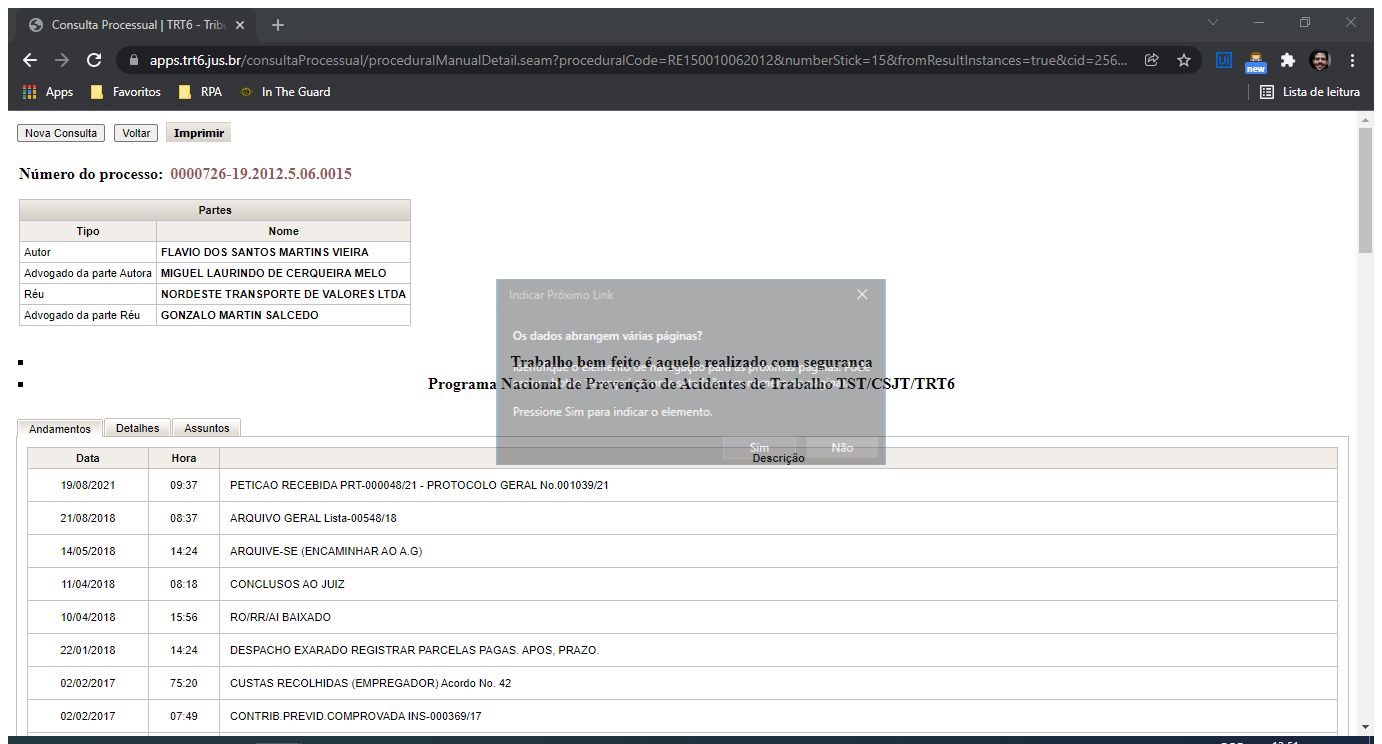 Consulta Processual | TRT6 - Trib
apps.trt6.jus.br/consultaProcessual/proceduralManualDetail.seam?proceduralCode=RE150010062012&numberStick=15&fromResultInstances=true&cid=256...
new
Apps Favoritos RPA In The Guard Lista de leitura
Nova Consulta Voltar Imprimir
Número do processo: 0000726-19.2012.5.06.0015
Partes
Tipo Nome
Autor FLAVIO DOS SANTOS MARTINS VIEIRA
Advogado da parte Autora MIGUEL LAURINDO DE CERQUEIRA MELO
Réu NORDESTE TRANSPORTE DE VALORES LTDA
Advogado da parte Réu GONZALO MARTIN SALCEDO
Indicar Próximo Link
Os dados abrangem várias páginas?
Identifique o elemento de navegação para as próximas páginas.
Pressione Sim para indicar o elemento.
Sim Não
Trabalho bem feito é aquele realizado com segurança
Programa Nacional de Prevenção de Acidentes de Trabalho TST/CSJT/TRT6
Andamentos Detalhes Assuntos
Data Hora Descrição
19/08/2021 09:37 PETICAO RECEBIDA PRT-000048/21 - PROTOCOLO GERAL No.001039/21
21/08/2018 08:37 ARQUIVO GERAL Lista-00548/18
14/05/2018 14:24 ARQUIVE-SE (ENCAMINHAR AO A.G)
11/04/2018 08:18 CONCLUSOS AO JUIZ
10/04/2018 15:56 RO/RR/AI BAIXADO
22/01/2018 14:24 DESPACHO EXARADO REGISTRAR PARCELAS PAGAS. APOS, PRAZO.
02/02/2017 75:20 CUSTAS RECOLHIDAS (EMPREGADOR) Acordo No. 42
02/02/2017 07:49 CONTRIB.PREVID.COMPROVADA INS-000369/17